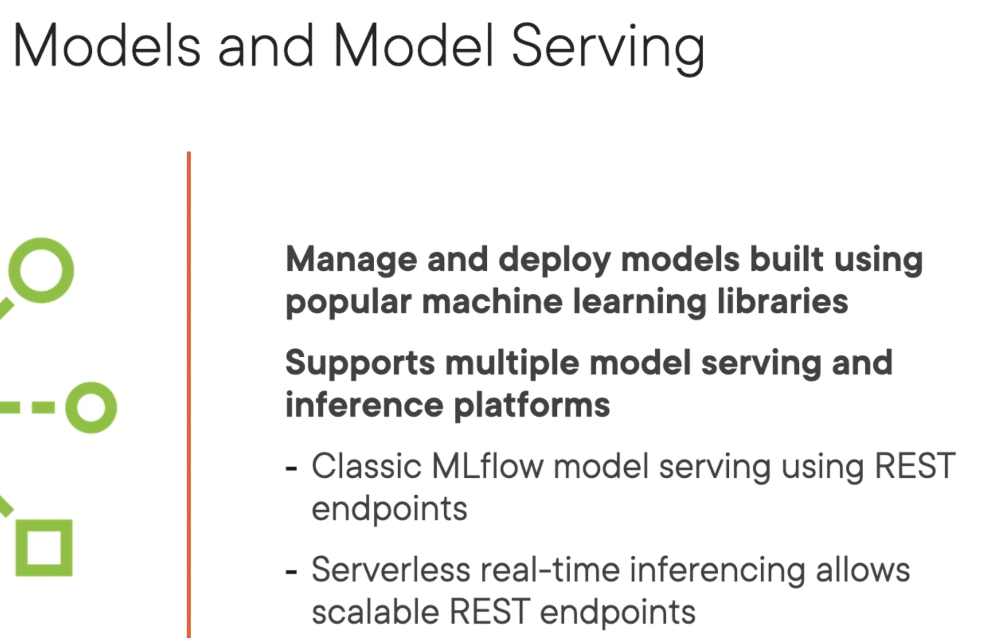 Models and Model Serving
Manage and deploy models built using
popular machine learning libraries
Supports multiple model serving and
inference platforms
- Classic MLflow model serving using REST
endpoints
- Serverless real-time inferencing allows
scalable REST endpoints